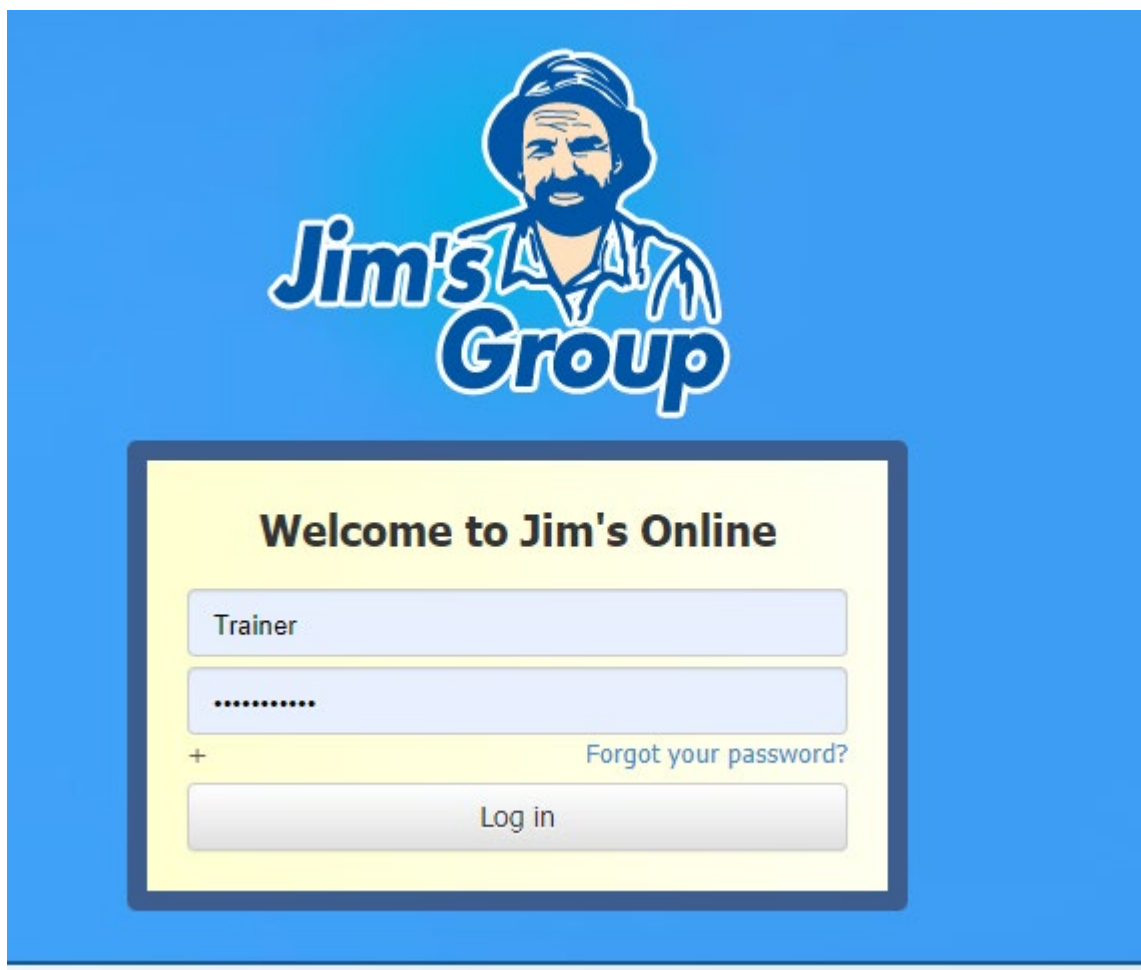 Jim's
Group
Welcome to Jim's Online
Trainer
•••••••••••
+
Forgot your password?
Log in